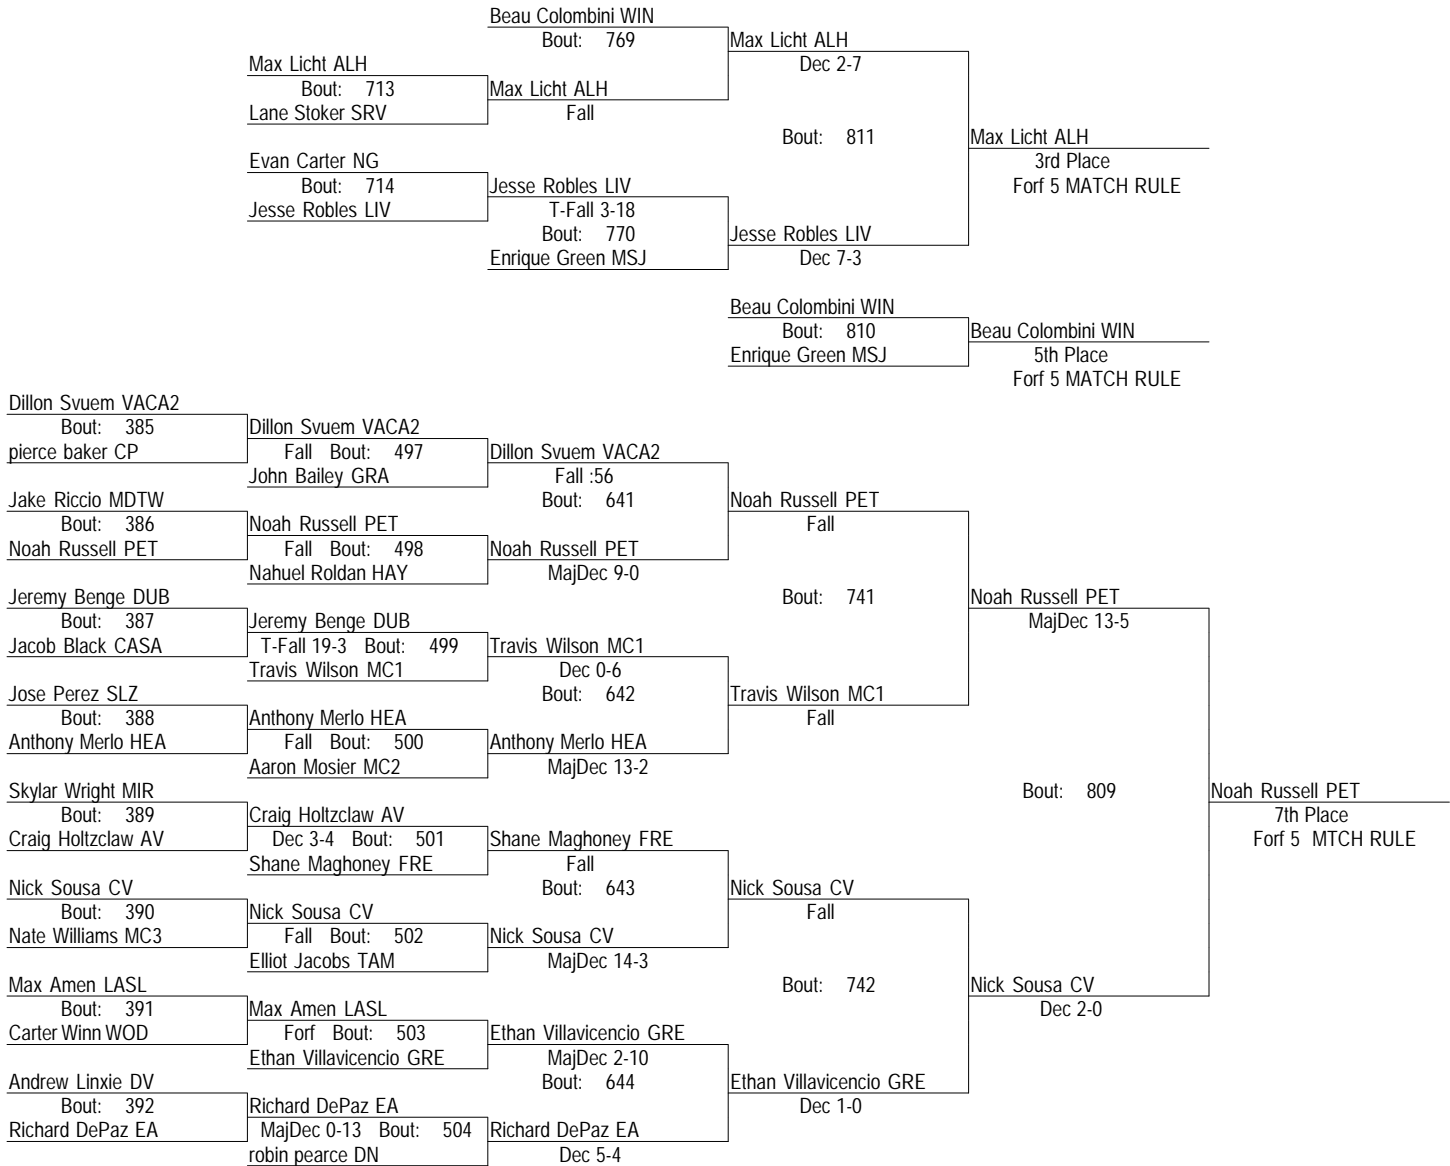 Beau Colombini WIN
Bout: 769
Max Licht ALH
Dec 2-7
Max Licht ALH
Bout: 713
Max Licht ALH
Lane Stoker SRV
Fall
Bout: 811
Max Licht ALH
3rd Place
Forf 5 MATCH RULE
Evan Carter NG
Bout: 714
Jesse Robles LIV
Jesse Robles LIV
T-Fall 3-18
Bout: 770
Jesse Robles LIV
Enrique Green MSJ
Dec 7-3
Beau Colombini WIN
Bout: 810
Beau Colombini WIN
Enrique Green MSJ
5th Place
Forf 5 MATCH RULE
Dillon Svuem VACA2
Bout: 385
Dillon Svuem VACA2
pierce baker CP
Fall Bout: 497
Dillon Svuem VACA2
John Bailey GRA
Fall :56
Jake Riccio MDTW
Bout: 641
Noah Russell PET
Bout: 386
Noah Russell PET
Fall
Noah Russell PET
Fall Bout: 498
Noah Russell PET
Nahuel Roldan HAY
MajDec 9-0
Jeremy Benge DUB
Bout: 741
Noah Russell PET
Bout: 387
Jeremy Benge DUB
MajDec 13-5
Jacob Black CASA
T-Fall 19-3 Bout: 499
Travis Wilson MC1
Travis Wilson MC1
Dec 0-6
Jose Perez SLZ
Bout: 642
Travis Wilson MC1
Bout: 388
Anthony Merlo HEA
Fall
Anthony Merlo HEA
Fall Bout: 500
Anthony Merlo HEA
Aaron Mosier MC2
MajDec 13-2
Skylar Wright MIR
Bout: 809
Noah Russell PET
Bout: 389
Craig Holtzclaw AV
7th Place
Craig Holtzclaw AV
Dec 3-4 Bout: 501
Shane Maghoney FRE
Forf 5 MTCH RULE
Shane Maghoney FRE
Fall
Nick Sousa CV
Bout: 643
Nick Sousa CV
Bout: 390
Nick Sousa CV
Fall
Nate Williams MC3
Fall Bout: 502
Nick Sousa CV
Elliot Jacobs TAM
MajDec 14-3
Max Amen LASL
Bout: 742
Nick Sousa CV
Bout: 391
Max Amen LASL
Dec 2-0
Carter Winn WOD
Forf Bout: 503
Ethan Villavicencio GRE
Ethan Villavicencio GRE
MajDec 2-10
Andrew Linxie DV
Bout: 644
Ethan Villavicencio GRE
Bout: 392
Richard DePaz EA
Dec 1-0
Richard DePaz EA
MajDec 0-13 Bout: 504
Richard DePaz EA
robin pearce DN
Dec 5-4